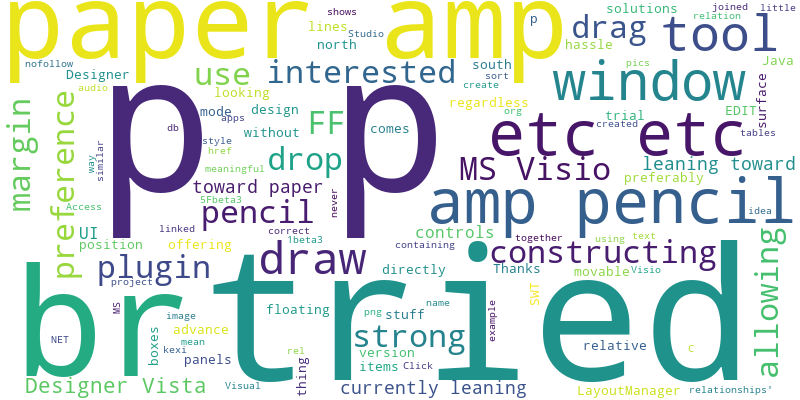 paper amp
shows
Studio
lines
north
p
drag
solutions
relation
joined
little
tool
hassle
nofollow
Designer
audio
use
interested
south
sort
create
pics
Java
window
looking
regardless
org
trial
EDIT
surface
margin
preference
p p
db
mode
apps
design
FF
comes
without
style
href
etc etc
created
tables
way
similar
meaningful
drop
MS Visio
leaning toward
preferably
Access
toward paper
5Fbeta3
never
pencil
amp pencil
idea
UI
position
linked
offering
correct
1beta3
controls
containing
together
using
text
constructing
allowing
plugin
project
draw
directly
Thanks
movable
Visio
br
tried
MS
image
advance
mean
NET
kexi
boxes
panels
floating
png
stuff
name
example
SWT
strong
version
items
Click
rel
thing
relative
C
Designer Vista
Visual
currently leaning
LayoutManager
relationships'